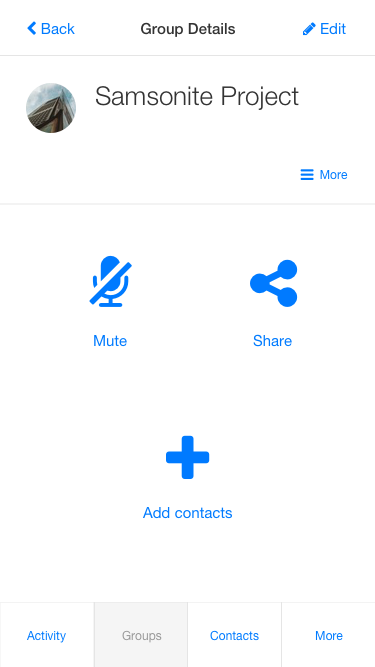 Back Group Details Edit
Samsonite Project
More
Mute Share
Add contacts
Activity Groups Contacts More